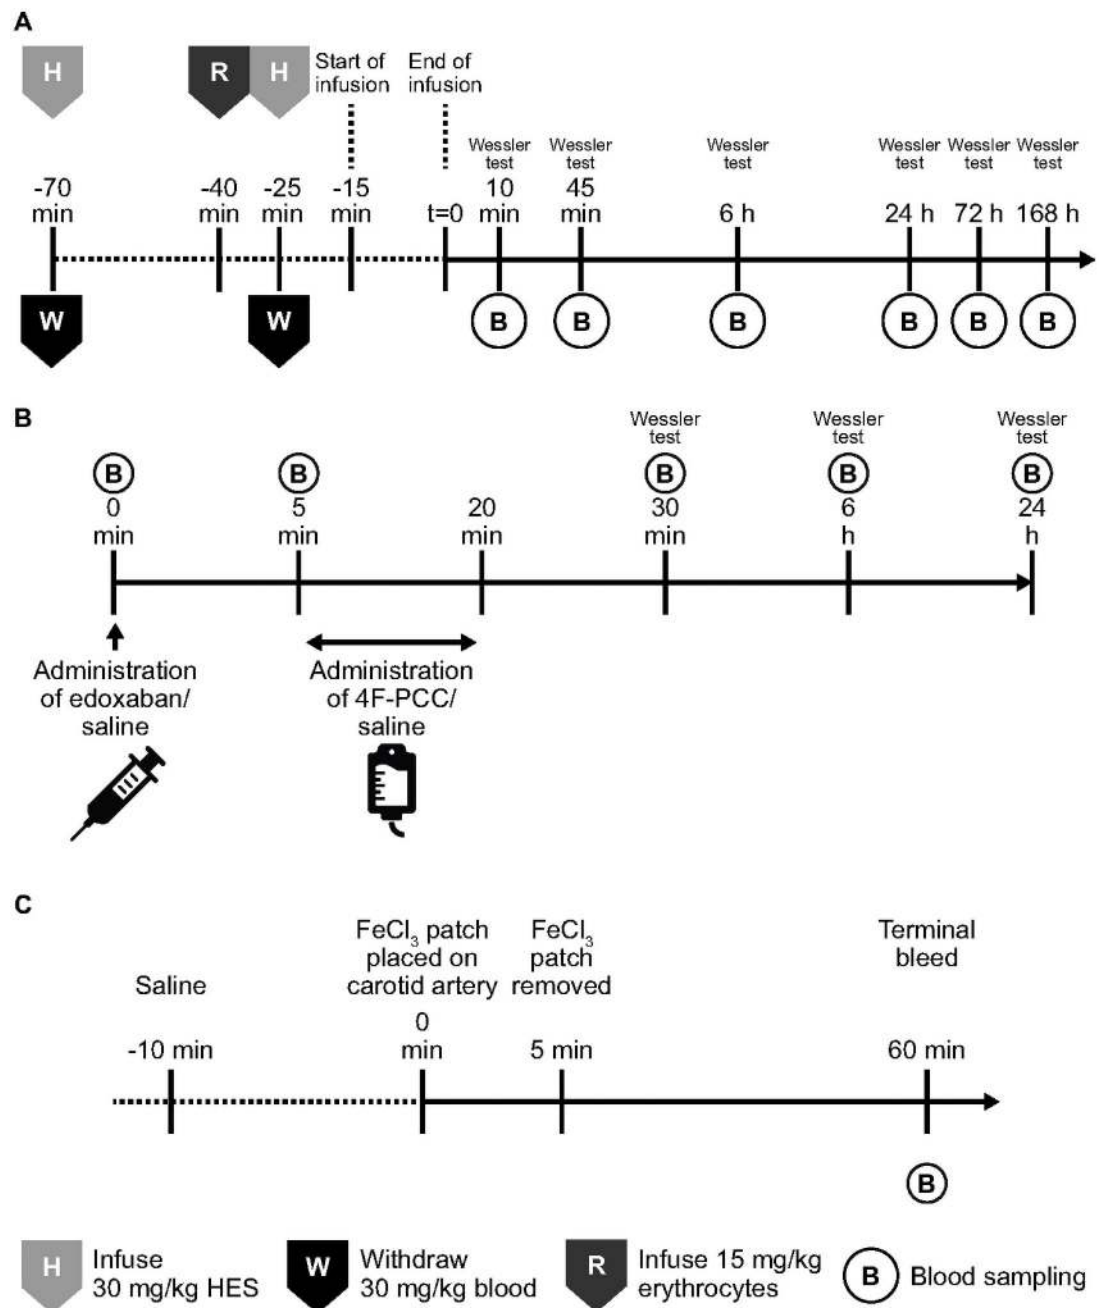 A
H
R
H
Start of
infusion
End of
infusion
Wessler
test
Wessler
test
Wessler
test
Wessler
test
Wessler
test
Wessler
test
-70
min
-40
min
-25
min
-15
min
t=0
10
min
45
min
6 h
24 h
72 h
168 h
W
W
B
B
B
B
B
B
B
Wessler
test
Wessler
test
Wessler
test
B
B
B
B
B
0
min
5
min
20
min
30
min
6
h
24
h
Administration
of edoxaban/
saline
Administration
of 4F-PCC/
saline
C
Saline
FeCl₃ patch
placed on
carotid artery
FeCl₃
patch
removed
Terminal
bleed
-10 min
0
min
5 min
60 min
B
H
Infuse
30 mg/kg HES
W
Withdraw
30 mg/kg blood
R
Infuse 15 mg/kg
erythrocytes
B
Blood sampling